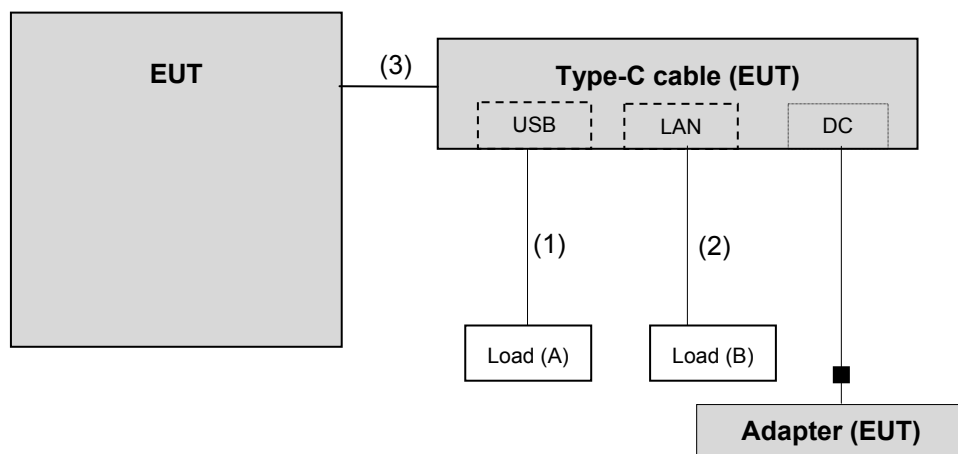 EUT
(3)
Type-C cable (EUT)
USB
LAN
DC
(1)
(2)
Load (A)
Load (B)
Adapter (EUT)